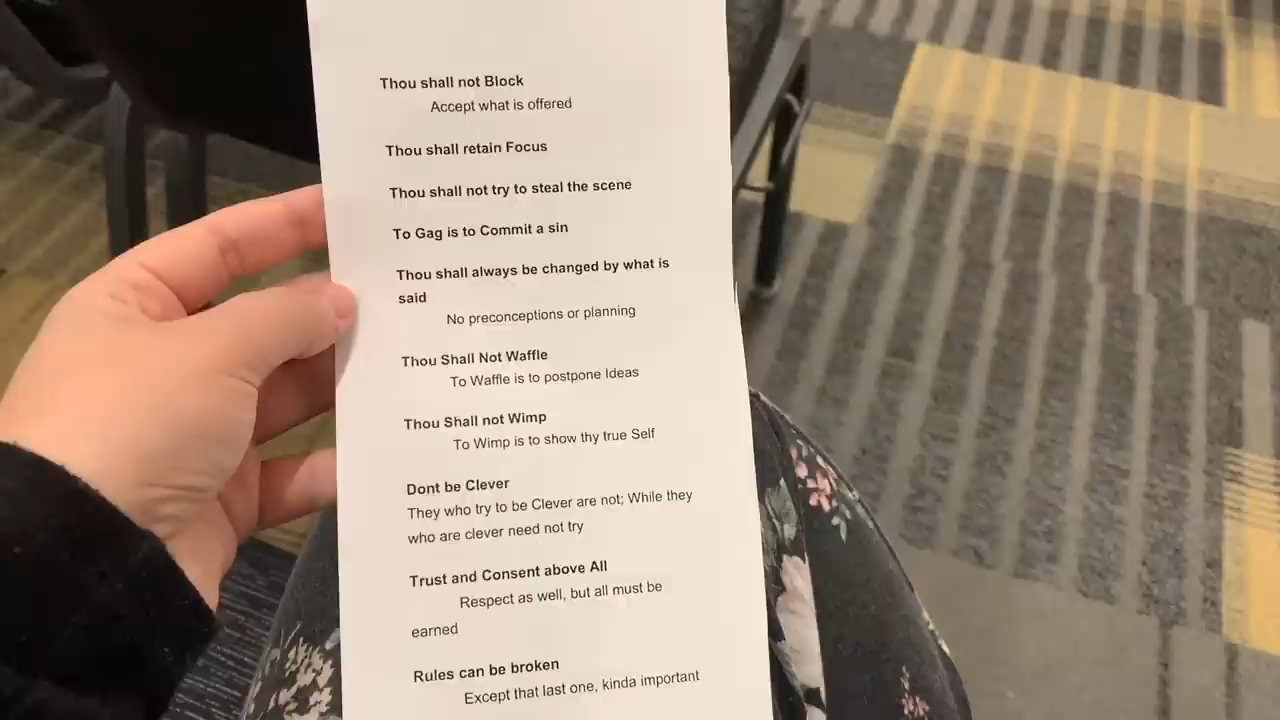 Thou shall not Block
Accept what is offered
Thou shall retain Focus
Thou shall not try to steal the scene
To Gag is to Commit a sin
Thou shall always be changed by what is
said
No preconceptions or planning
Thou Shall Not Waffle
To Waffle is to postpone Ideas
Thou Shall not Wimp
To Wimp is to show thy true Self
Dont be Clever
They who try to be Clever are not; While they
who are clever need not try
Trust and Consent above All
Respect as well, but all must be
earned
Rules can be broken
Except that last one, kinda important